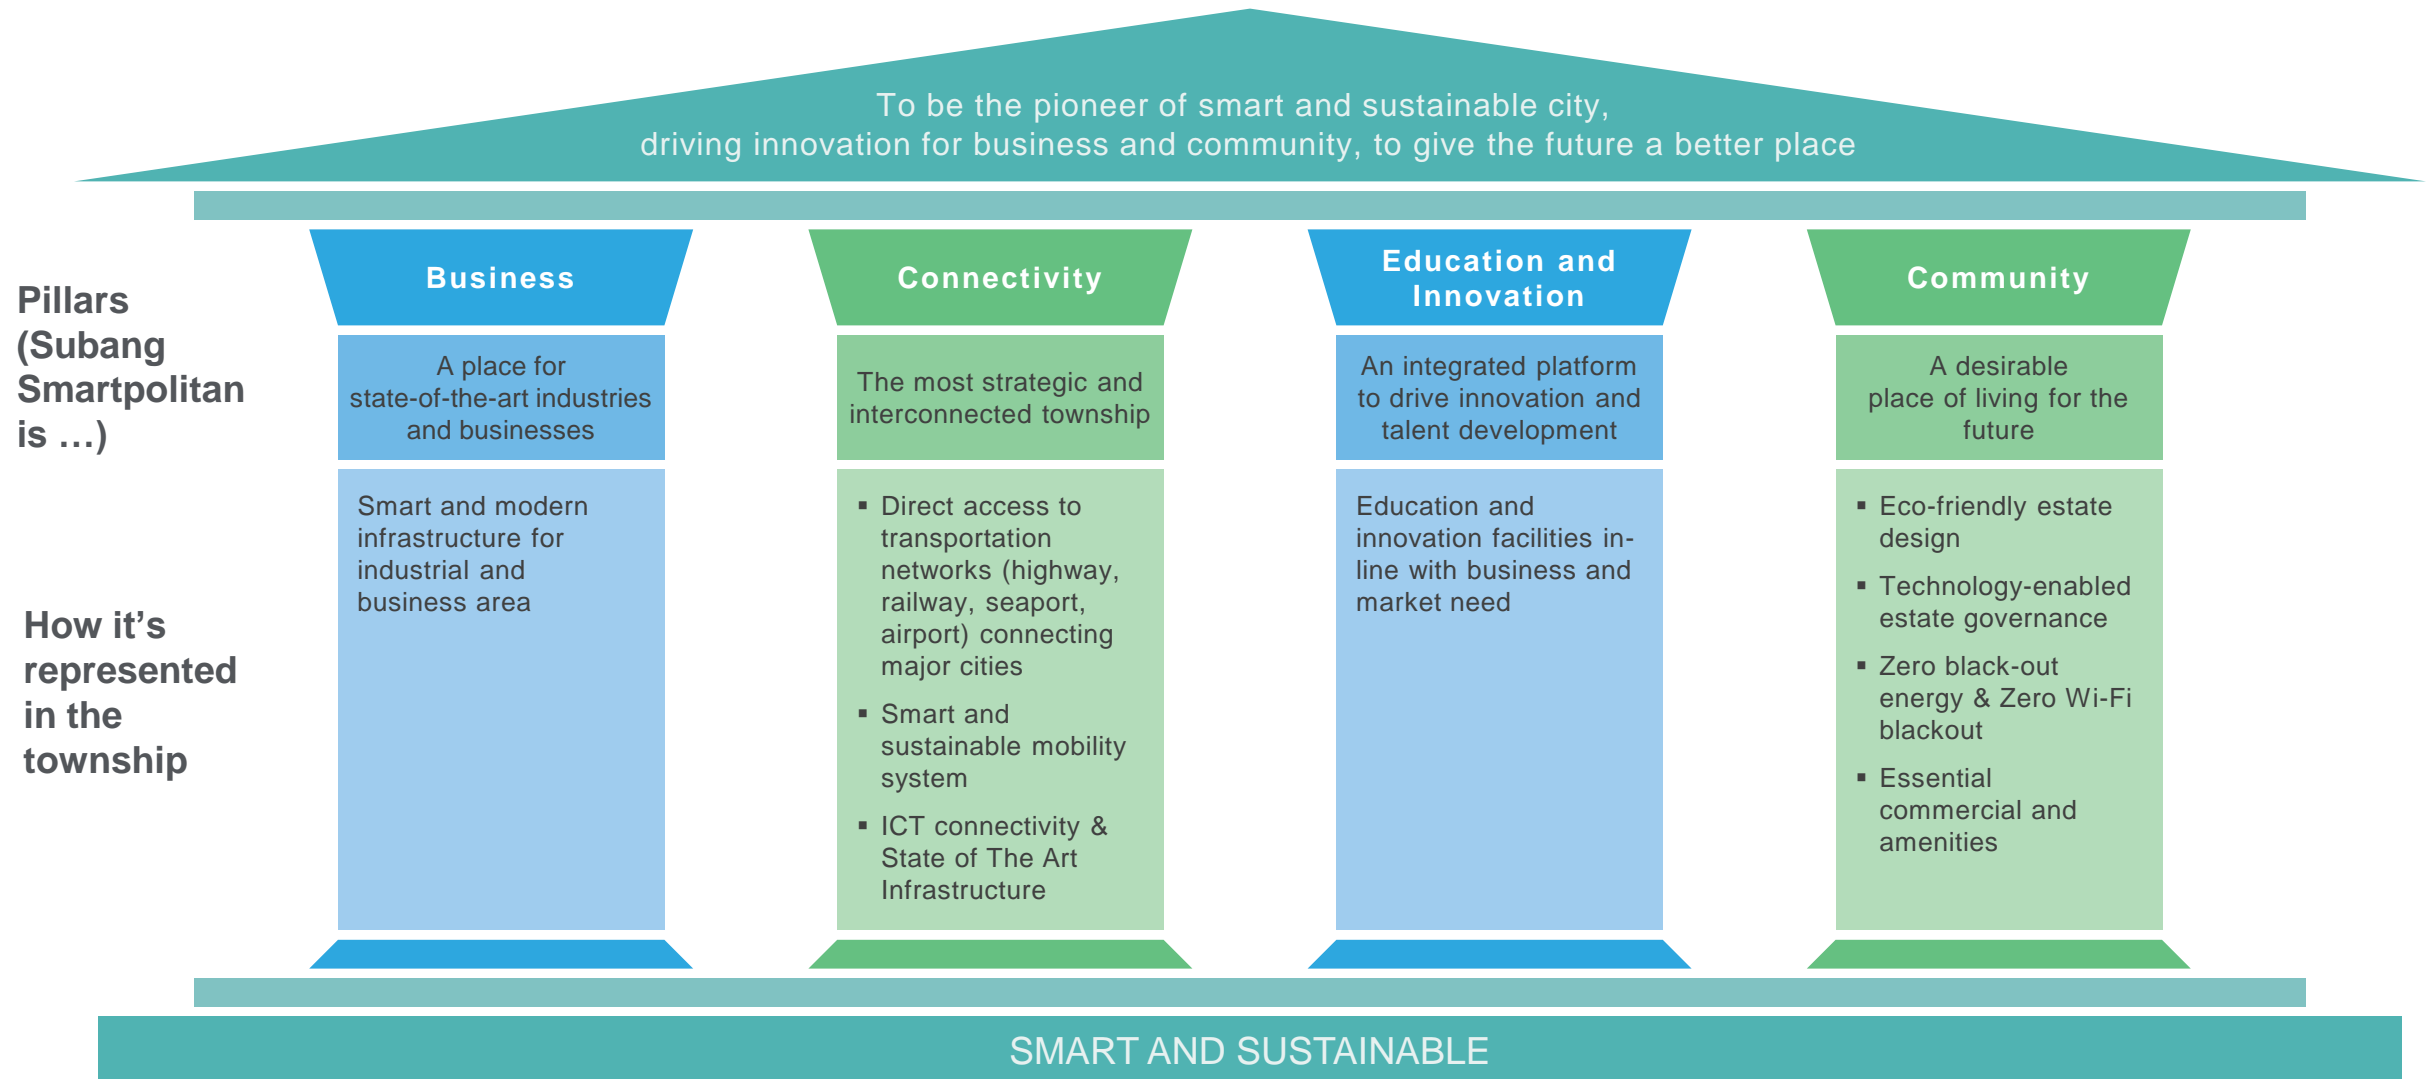 To be the pioneer of smart and sustainable city,
driving innovation for business and community, to give the future a better place
Pillars
(Subang
Smartpolitan
is …)
Business
Connectivity
Education and
Innovation
Community
A place for
state-of-the-art industries
and businesses
The most strategic and
interconnected township
An integrated platform
to drive innovation and
talent development
A desirable
place of living for the
future
How it’s
represented
in the
township
Smart and modern
infrastructure for
industrial and
business area
▪ Direct access to
transportation
networks (highway,
railway, seaport,
airport) connecting
major cities
▪ Smart and
sustainable mobility
system
▪ ICT connectivity &
State of The Art
Infrastructure
Education and
innovation facilities in-
line with business and
market need
▪ Eco-friendly estate
design
▪ Technology-enabled
estate governance
▪ Zero black-out
energy & Zero Wi-Fi
blackout
▪ Essential
commercial and
amenities
SMART AND SUSTAINABLE